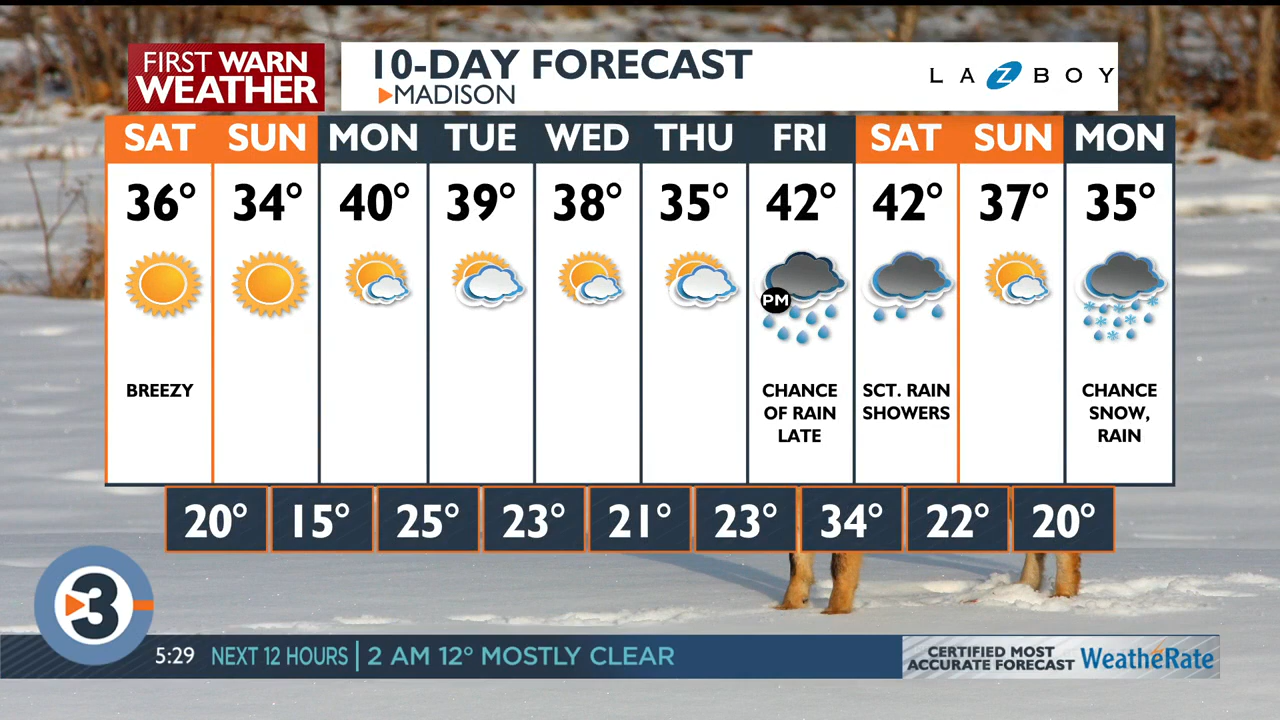 FIRST WARN
WEATHER
10-DAY FORECAST
MADISON
LA Z BOY
SAT SUN MON TUE WED THU FRI SAT SUN MON
36° 34° 40° 39° 38° 35° 42° 42° 37° 35°
PM
BREEZY
CHANCE
OF RAIN
LATE
SCT. RAIN
SHOWERS
CHANCE
SNOW,
RAIN
20° 15° 25° 23° 21° 23° 34° 22° 20°
3
5:29 NEXT 12 HOURS | 2 AM 12° MOSTLY CLEAR
CERTIFIED MOST
ACCURATE FORECAST
WeatheRate